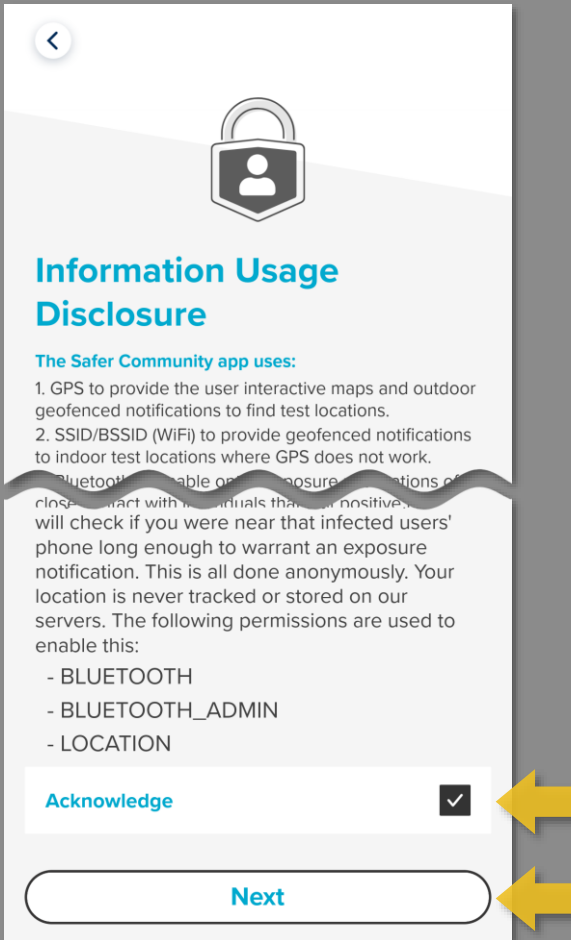 Information Usage
Disclosure
The Safer Community app uses:
1. GPS to provide the user interactive maps and outdoor
geofenced notifications to find test locations.
2. SSID/BSSID (WiFi) to provide geofenced notifications
to indoor test locations where GPS does not work.
contact with
will check if you were near that infected users'
phone long enough to warrant an exposure
notification. This is all done anonymously. Your
location is never tracked or stored on our
servers. The following permissions are used to
enable this:
- BLUETOOTH
- BLUETOOTH_ADMIN
- LOCATION
Acknowledge
Next